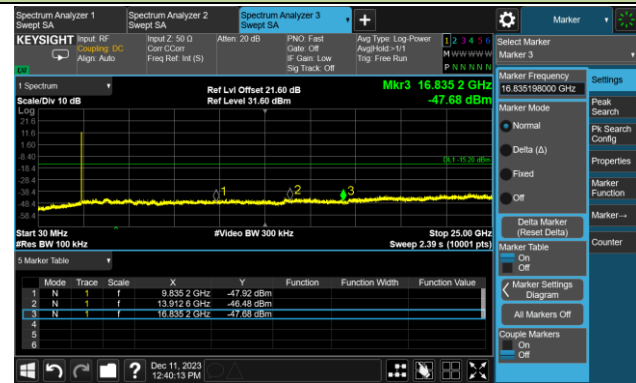 Spectrum Analyzer 1
Swept SA
Spectrum Analyzer 2
Swept SA
Spectrum Analyzer 3
Swept SA
Marker
KEYSIGHT
Input: RF
Coupling: DC
Align: Auto
Input Z: 50 Ω
Corr CCorr
Freq Ref: Int (S)
Atten: 20 dB
PNO: Fast
Gate: Off
IF Gain: Low
Sig Track: Off
Avg Type: Log-Power
Avg|Hold:>1/1
Trig: Free Run
1 2 3 4 5 6
M W W W W W
P N N N N N
Select Marker
Marker 3
1 Spectrum
Scale/Div 10 dB
Log
Ref Lvl Offset 21.60 dB
Ref Level 31.60 dBm
Mkr3 16.835 2 GHz
-47.68 dBm
21.6
11.6
1.60
-8.40
-18.4
-28.4
-38.4
-48.4
-58.4
DL1 -15.20 dBm
1
2
3
Start 30 MHz
#Res BW 100 kHz
#Video BW 300 kHz
Stop 25.00 GHz
Sweep 2.39 s (10001 pts)
5 Marker Table
Mode Trace Scale X Y Function Function Width Function Value
1 N 1 f 9.835 2 GHz -47.92 dBm
2 N 1 f 13.912 6 GHz -46.48 dBm
3 N 1 f 16.835 2 GHz -47.68 dBm
4
5
6
Marker Frequency
16.835198000 GHz
Marker Mode
Normal
Delta (Δ)
Fixed
Off
Delta Marker
(Reset Delta)
Marker Table
On
Off
Marker Settings
Diagram
All Markers Off
Couple Markers
On
Off
Settings
Peak
Search
Pk Search
Config
Properties
Marker
Function
Marker→
Counter
Dec 11, 2023
12:40:13 PM